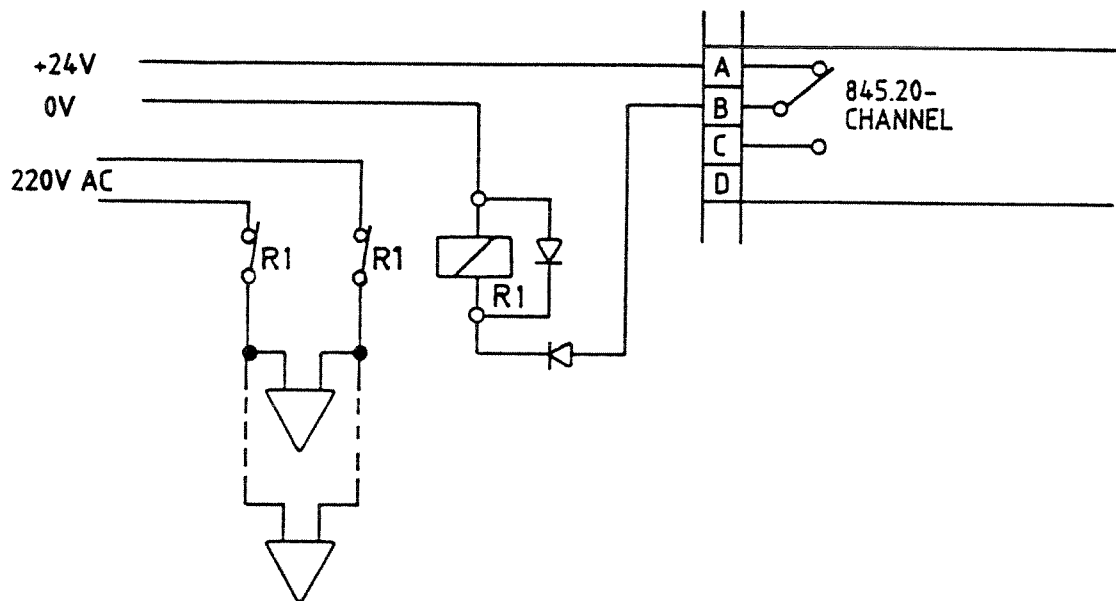 +24V
0V
220V AC
R1
R1
R1
A
B
C
D
845.20-
CHANNEL